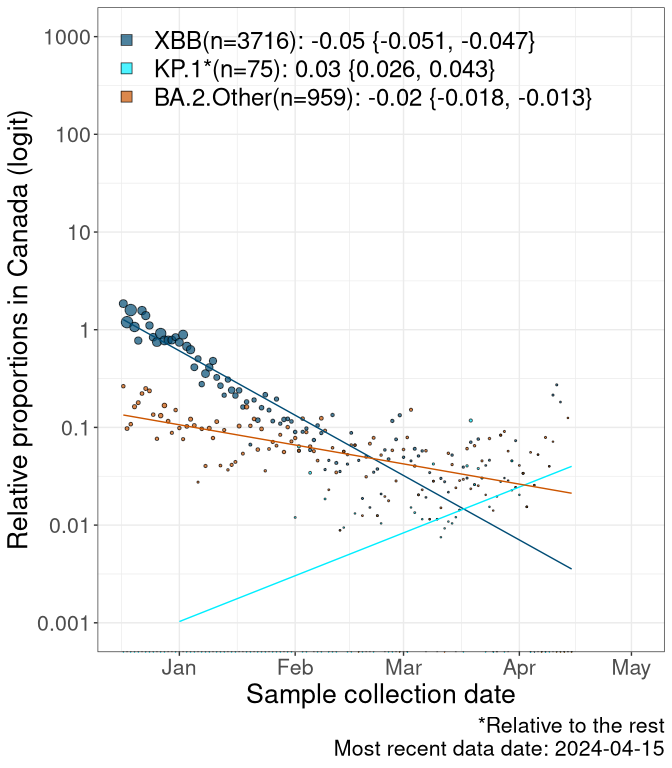 XBB(n=3716): -0.05 {-0.051, -0.047}
KP.1*(n=75): 0.03 {0.026, 0.043}
BA.2.Other(n=959): -0.02 {-0.018, -0.013}
Relative proportions in Canada (logit)
1000
100
10
1
0.1
0.01
0.001
Jan Feb Mar Apr May
Sample collection date
*Relative to the rest
Most recent data date: 2024-04-15